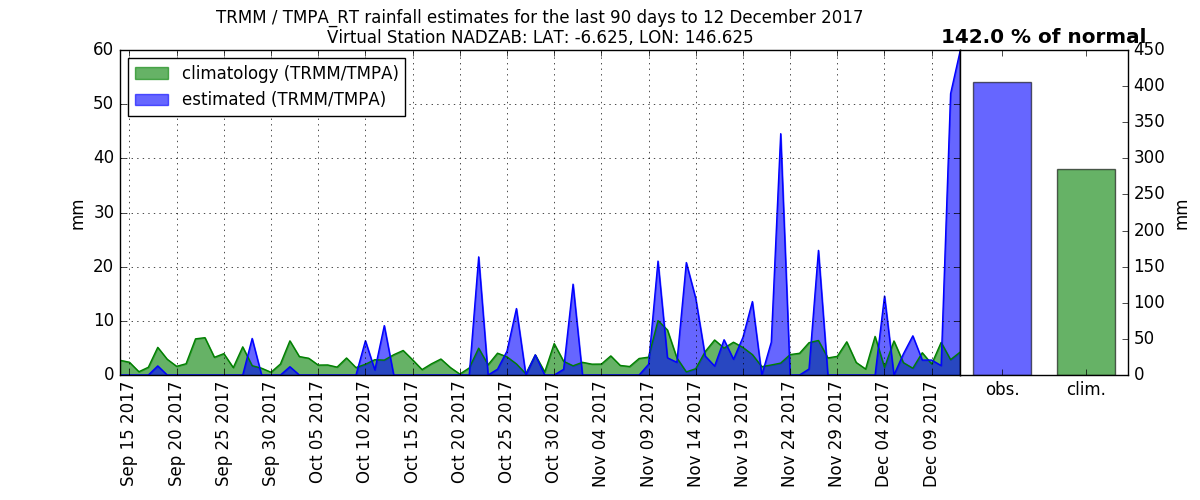 TRMM / TMPA_RT rainfall estimates for the last 90 days to 12 December 2017
Virtual Station NADZAB: LAT: -6.625, LON: 146.625
142.0 % of normal
climatology (TRMM/TMPA)
estimated (TRMM/TMPA)
60
50
40
30
20
10
0
mm
450
400
350
300
250
200
150
100
50
0
mm
obs.
clim.
Sep 15 2017
Sep 20 2017
Sep 25 2017
Sep 30 2017
Oct 05 2017
Oct 10 2017
Oct 15 2017
Oct 20 2017
Oct 25 2017
Oct 30 2017
Nov 04 2017
Nov 09 2017
Nov 14 2017
Nov 19 2017
Nov 24 2017
Nov 29 2017
Dec 04 2017
Dec 09 2017